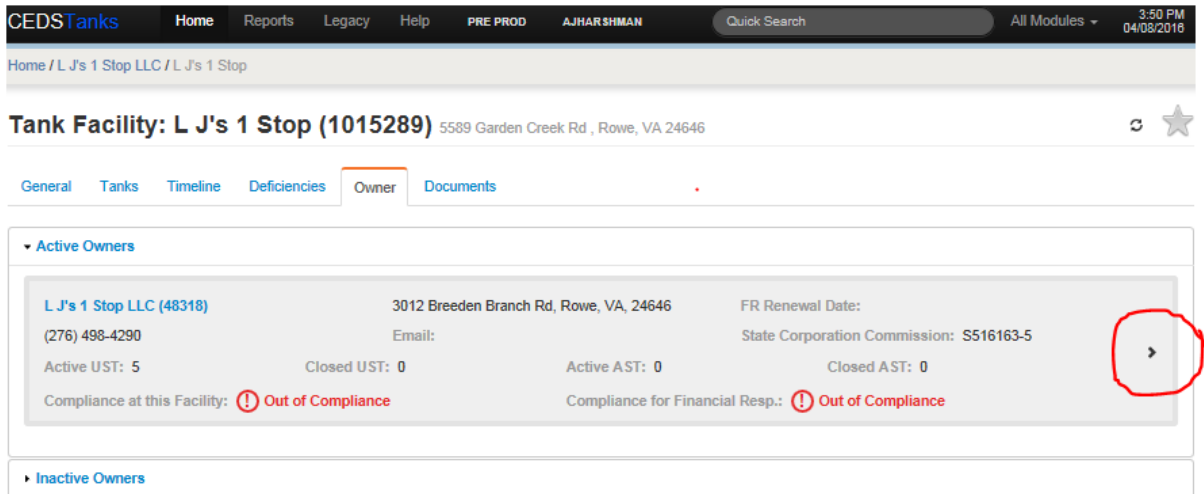 CEDSTanks Home Reports Legacy Help PRE PROD AJHARSHMAN Quick Search All Modules 3:50 PM
04/08/2016
Home / L J's 1 Stop LLC / L J's 1 Stop
Tank Facility: L J's 1 Stop (1015289) 5589 Garden Creek Rd , Rowe, VA 24646
General Tanks Timeline Deficiencies Owner Documents
Active Owners
L J's 1 Stop LLC (48318) 3012 Breeden Branch Rd, Rowe, VA, 24646 FR Renewal Date:
(276) 498-4290 Email: State Corporation Commission: S516163-5
Active UST: 5 Closed UST: 0 Active AST: 0 Closed AST: 0
Compliance at this Facility: Out of Compliance Compliance for Financial Resp.: Out of Compliance
Inactive Owners